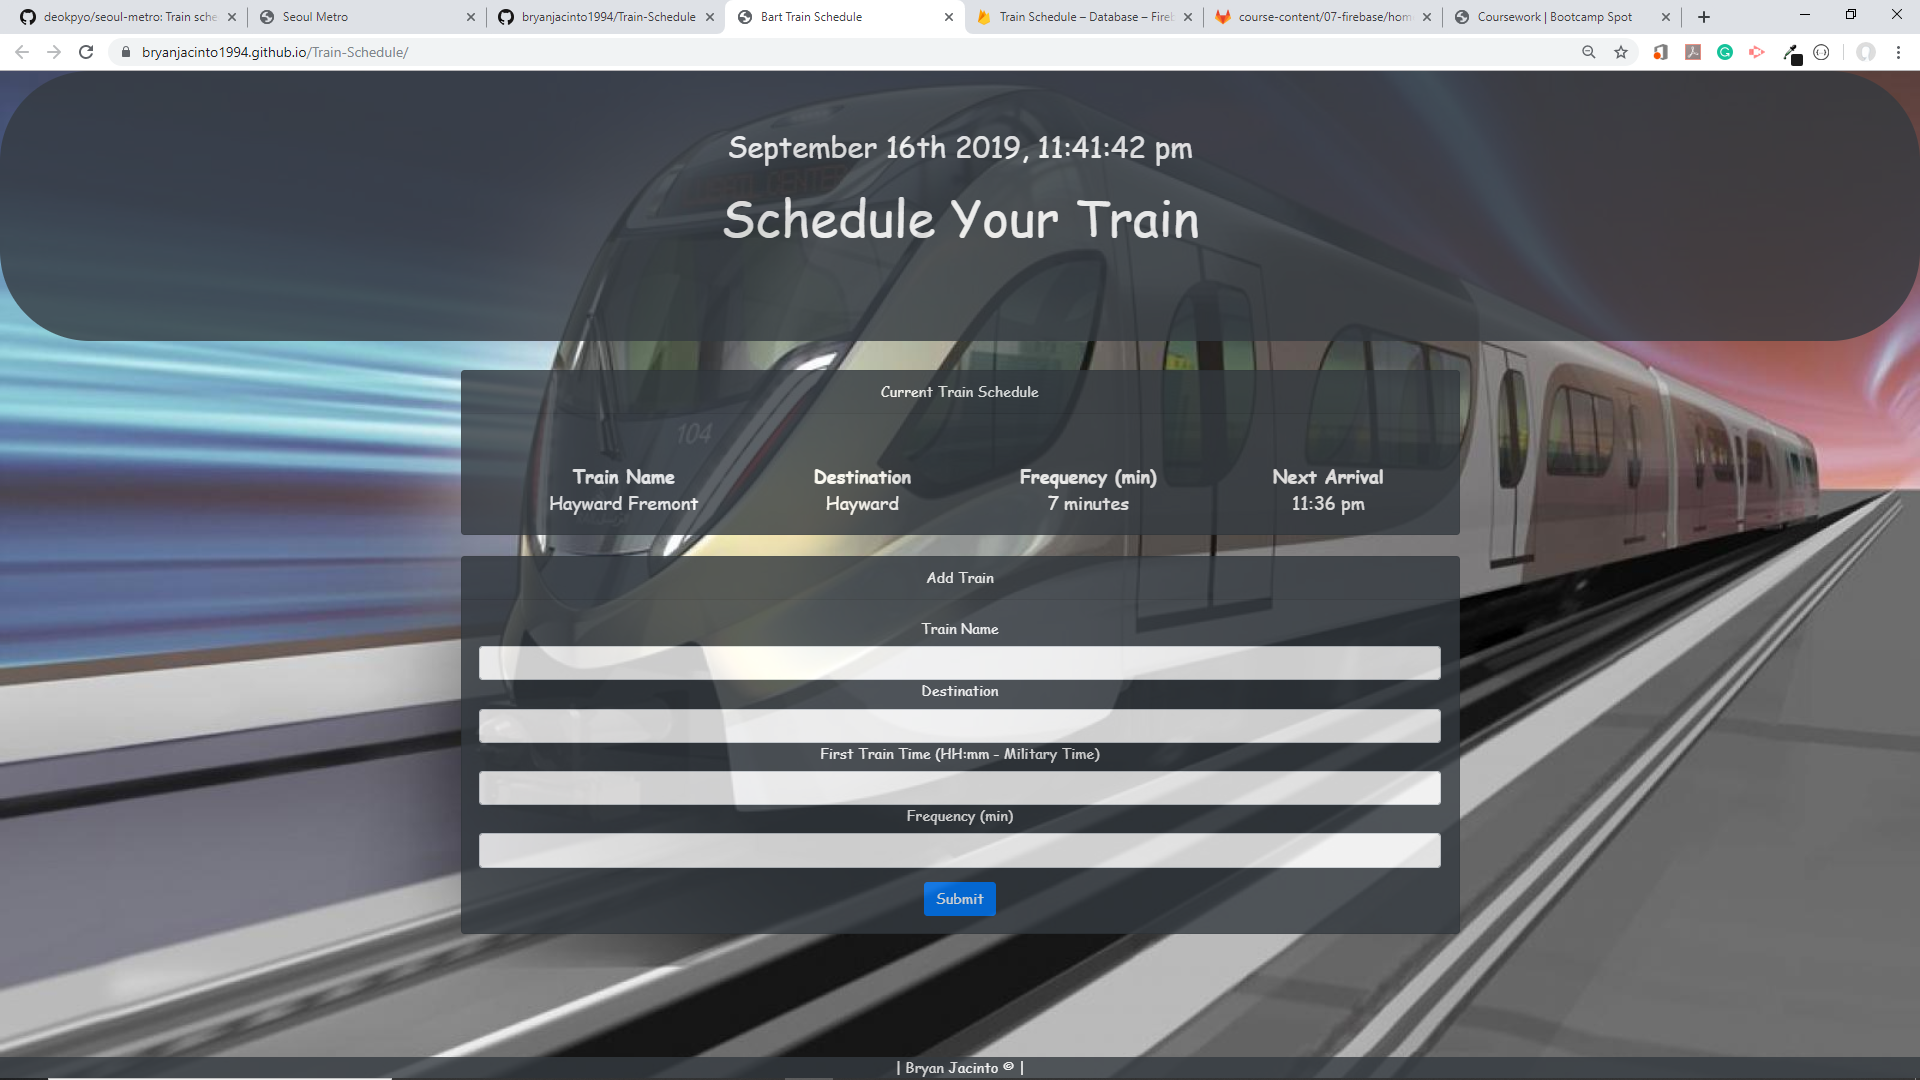 deokpyo/seoul-metro: Train sche
Seoul Metro
bryanjacinto1994/Train-Schedule
Bart Train Schedule
Train Schedule – Database – Fire
course-content/07-firebase/hom
Coursework | Bootcamp Spot
bryanjacinto1994.github.io/Train-Schedule/
September 16th 2019, 11:41:42 pm
Schedule Your Train
Current Train Schedule
104
Train Name Destination Frequency (min) Next Arrival
Hayward Fremont Hayward 7 minutes 11:36 pm
Add Train
Train Name
Destination
First Train Time (HH:mm - Military Time)
Frequency (min)
Submit
| Bryan Jacinto © |